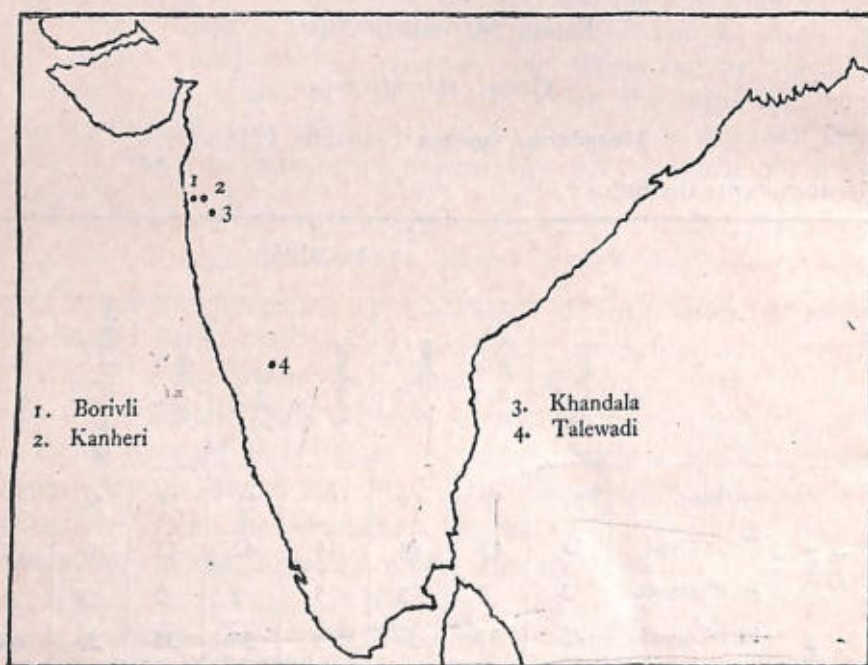 1
2
3
4
1. Borivli
2. Kanheri
3. Khandala
4. Talewadi